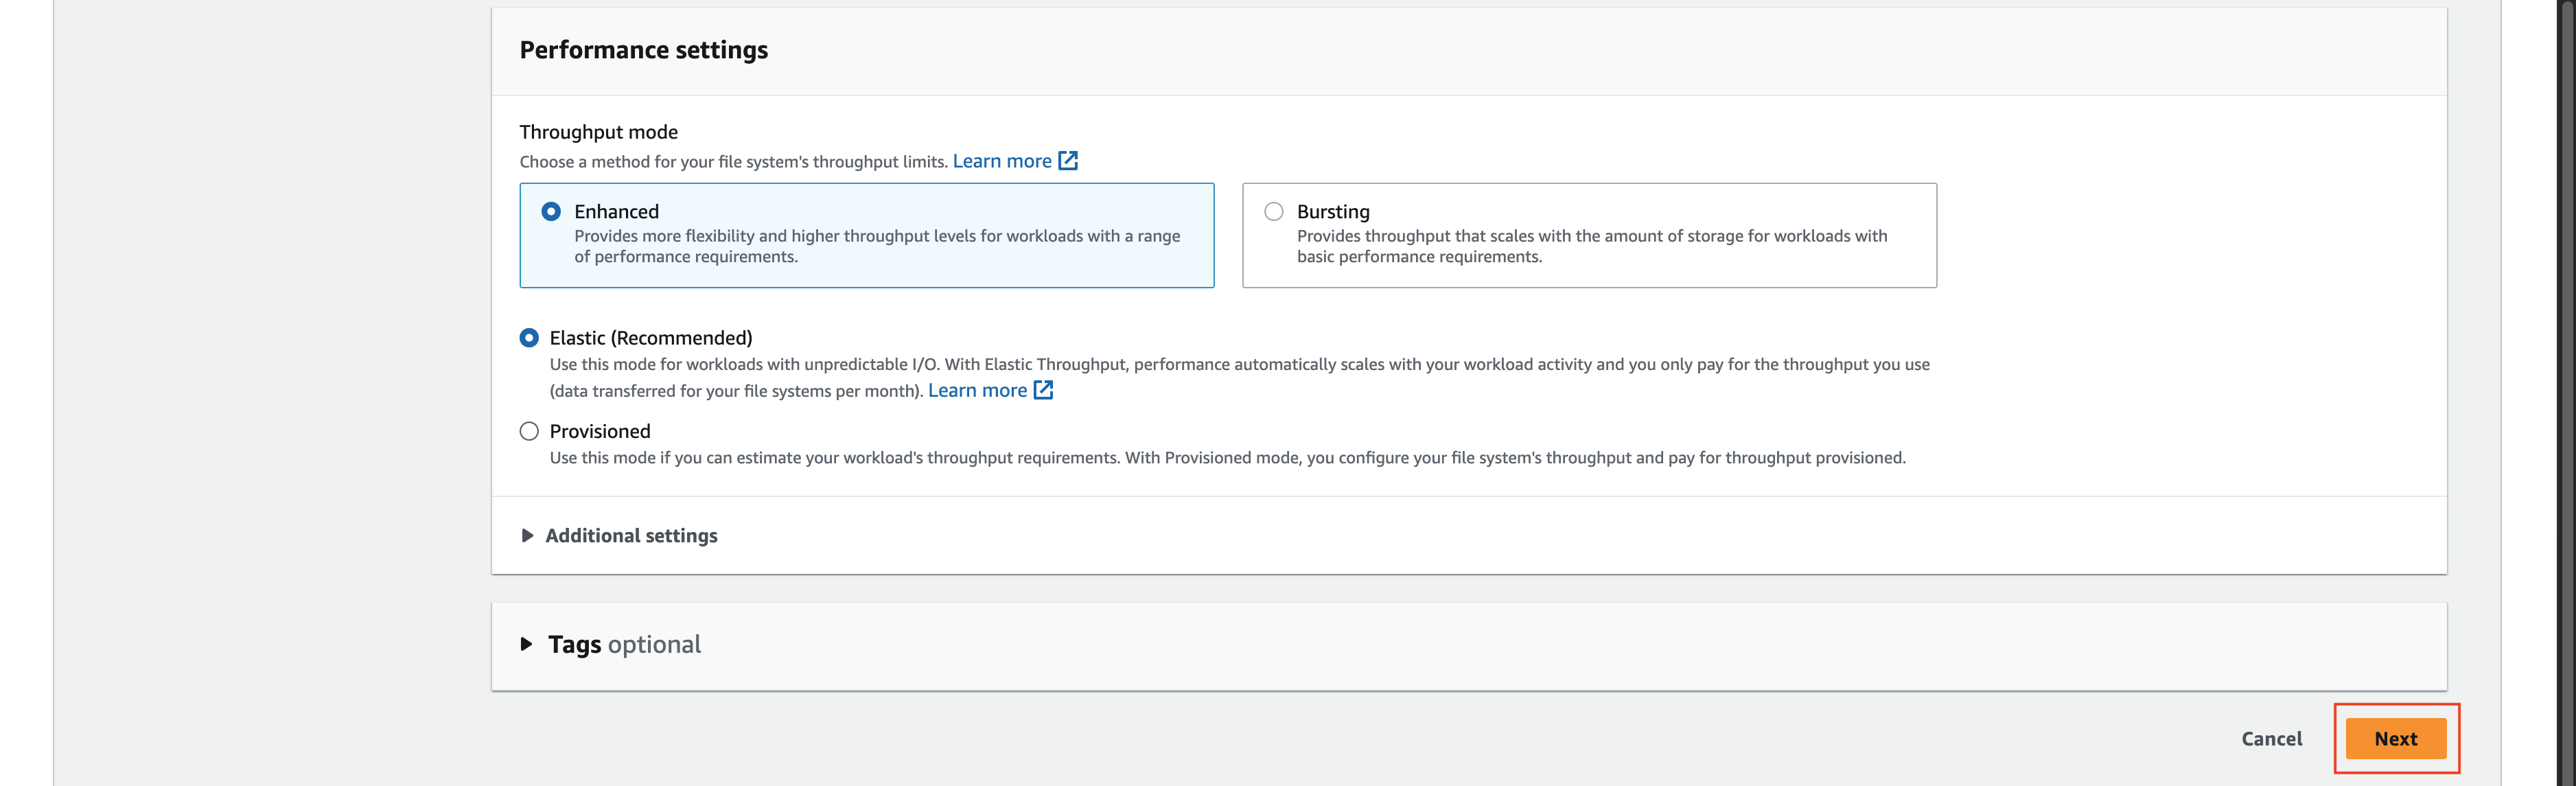 Performance settings
Throughput mode
Choose a method for your file system's throughput limits. Learn more
Enhanced
Provides more flexibility and higher throughput levels for workloads with a range
of performance requirements.
Bursting
Provides throughput that scales with the amount of storage for workloads with
basic performance requirements.
Elastic (Recommended)
Use this mode for workloads with unpredictable I/O. With Elastic Throughput, performance automatically scales with your workload activity and you only pay for the throughput you use
(data transferred for your file systems per month). Learn more
Provisioned
Use this mode if you can estimate your workload's throughput requirements. With Provisioned mode, you configure your file system's throughput and pay for throughput provisioned.
Additional settings
Tags optional
Cancel
Next